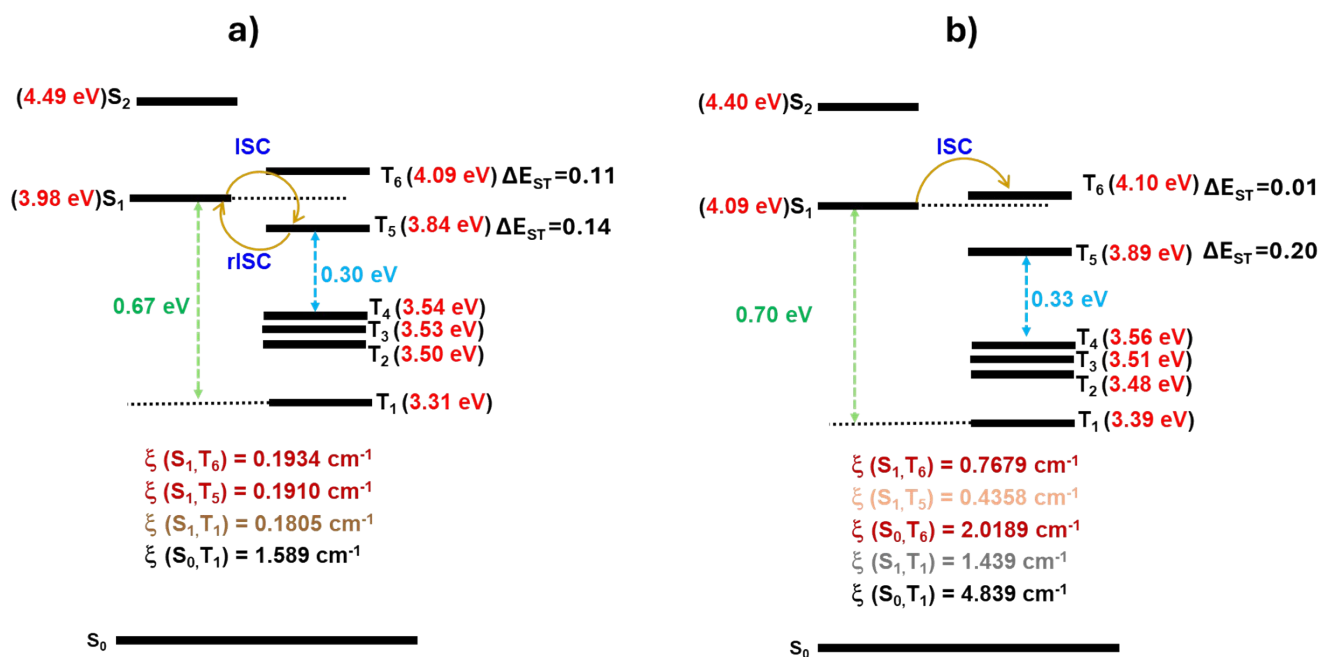 a)
(4.49 eV)S₂
ISC
T₆ (4.09 eV) ΔE_ST =0.11
(3.98 eV)S₁
T₅ (3.84 eV) ΔE_ST =0.14
rISC
0.30 eV
0.67 eV
T₄ (3.54 eV)
T₃ (3.53 eV)
T₂ (3.50 eV)
T₁ (3.31 eV)
ξ (S₁,T₆) = 0.1934 cm⁻¹
ξ (S₁,T₅) = 0.1910 cm⁻¹
ξ (S₁,T₁) = 0.1805 cm⁻¹
ξ (S₀,T₁) = 1.589 cm⁻¹
S₀
b)
(4.40 eV)S₂
ISC
T₆ (4.10 eV) ΔE_ST =0.01
(4.09 eV)S₁
T₅ (3.89 eV) ΔE_ST =0.20
0.33 eV
0.70 eV
T₄ (3.56 eV)
T₃ (3.51 eV)
T₂ (3.48 eV)
T₁ (3.39 eV)
ξ (S₁,T₆) = 0.7679 cm⁻¹
ξ (S₁,T₅) = 0.4358 cm⁻¹
ξ (S₀,T₆) = 2.0189 cm⁻¹
ξ (S₁,T₁) = 1.439 cm⁻¹
ξ (S₀,T₁) = 4.839 cm⁻¹
S₀